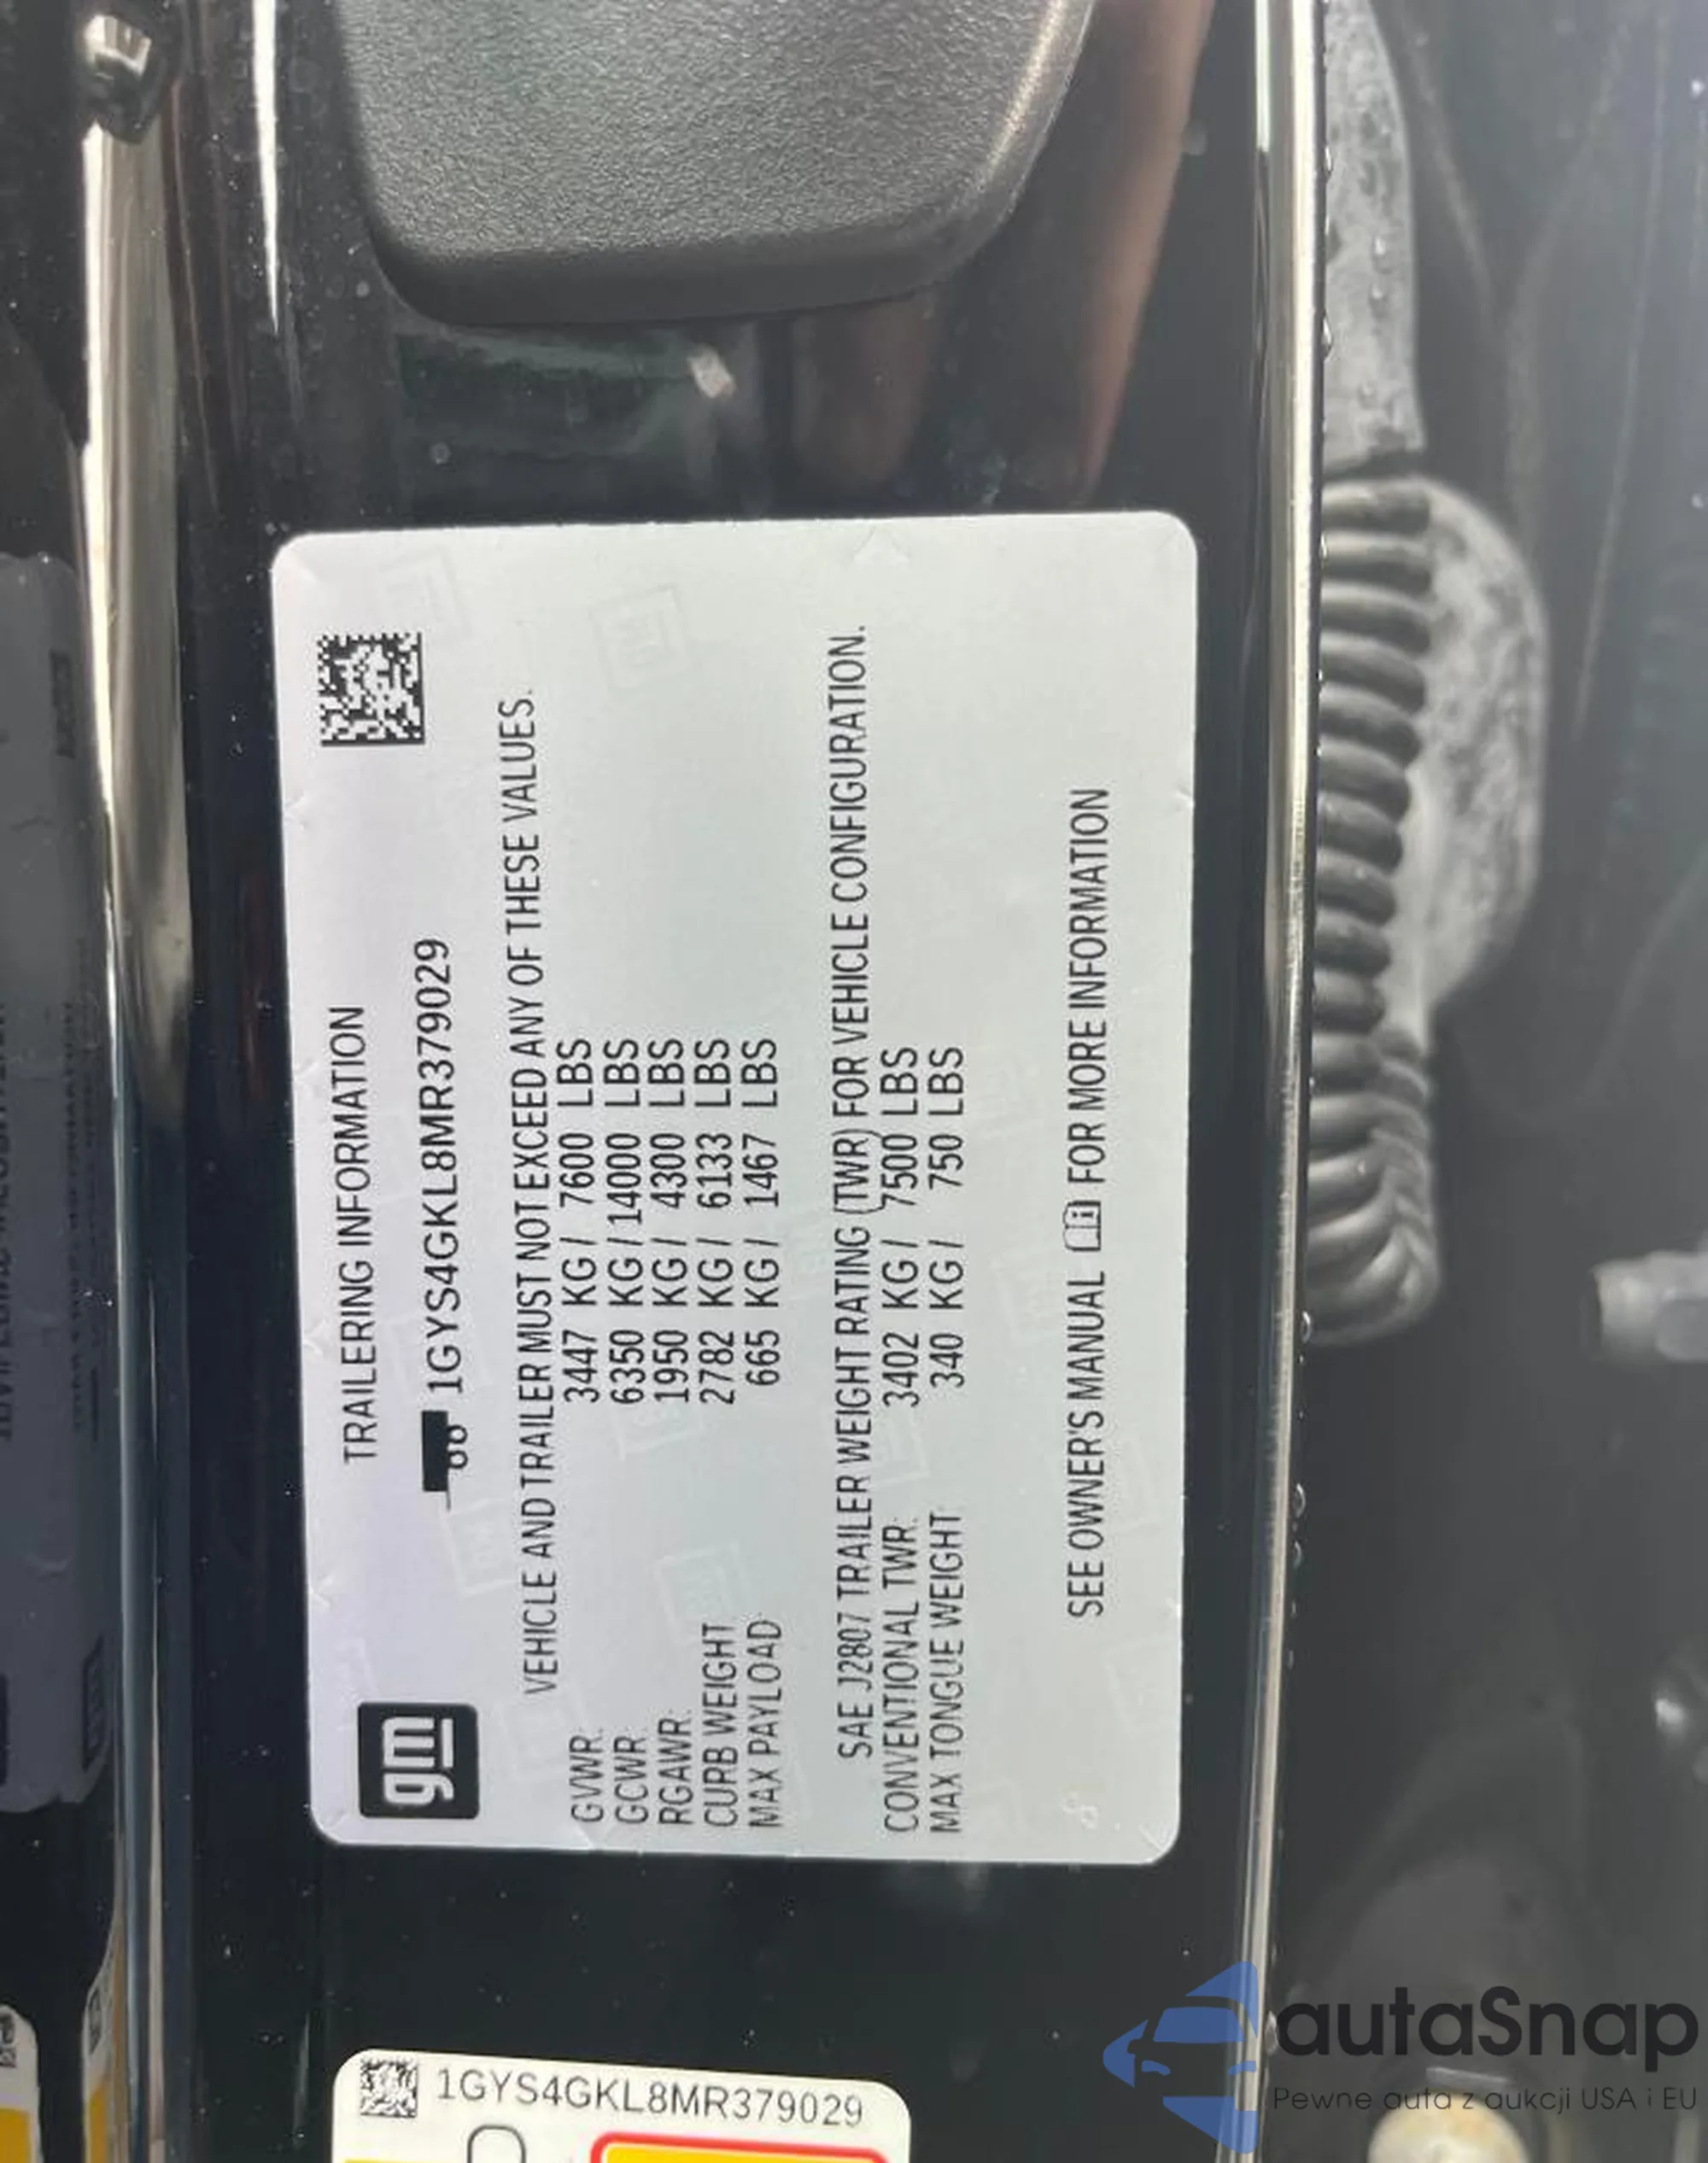 gm
TRAILERING INFORMATION
1GYS4GKL8MR379029
VEHICLE AND TRAILER MUST NOT EXCEED ANY OF THESE VALUES.
GVWR: 3447 KG / 7600 LBS
GCWR: 6350 KG / 14000 LBS
RGAWR: 1950 KG / 4300 LBS
CURB WEIGHT 2782 KG / 6133 LBS
MAX PAYLOAD 665 KG / 1467 LBS
SAE J2807 TRAILER WEIGHT RATING (TWR) FOR VEHICLE CONFIGURATION.
CONVENTIONAL TWR: 3402 KG / 7500 LBS
MAX TONGUE WEIGHT: 340 KG / 750 LBS
SEE OWNER'S MANUAL FOR MORE INFORMATION
1GYS4GKL8MR379029
autaSnap
Pewne auta z aukcji USA i EU